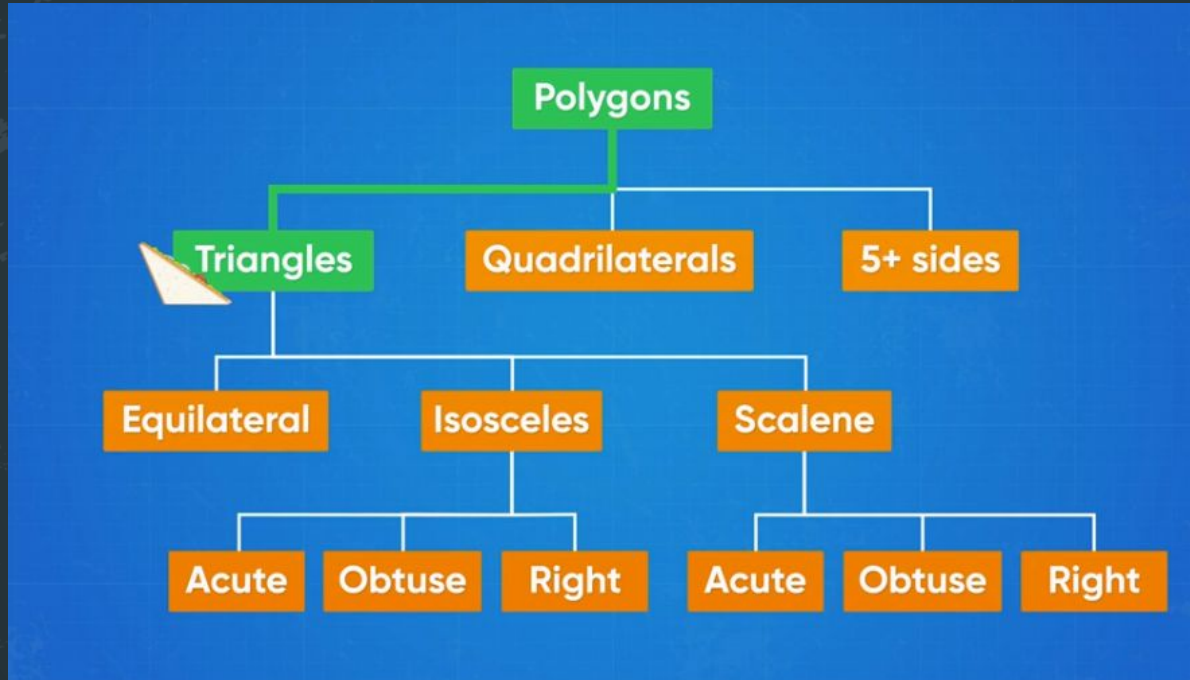 Polygons
Triangles
Quadrilaterals
5+ sides
Equilateral
Isosceles
Scalene
Acute
Obtuse
Right
Acute
Obtuse
Right